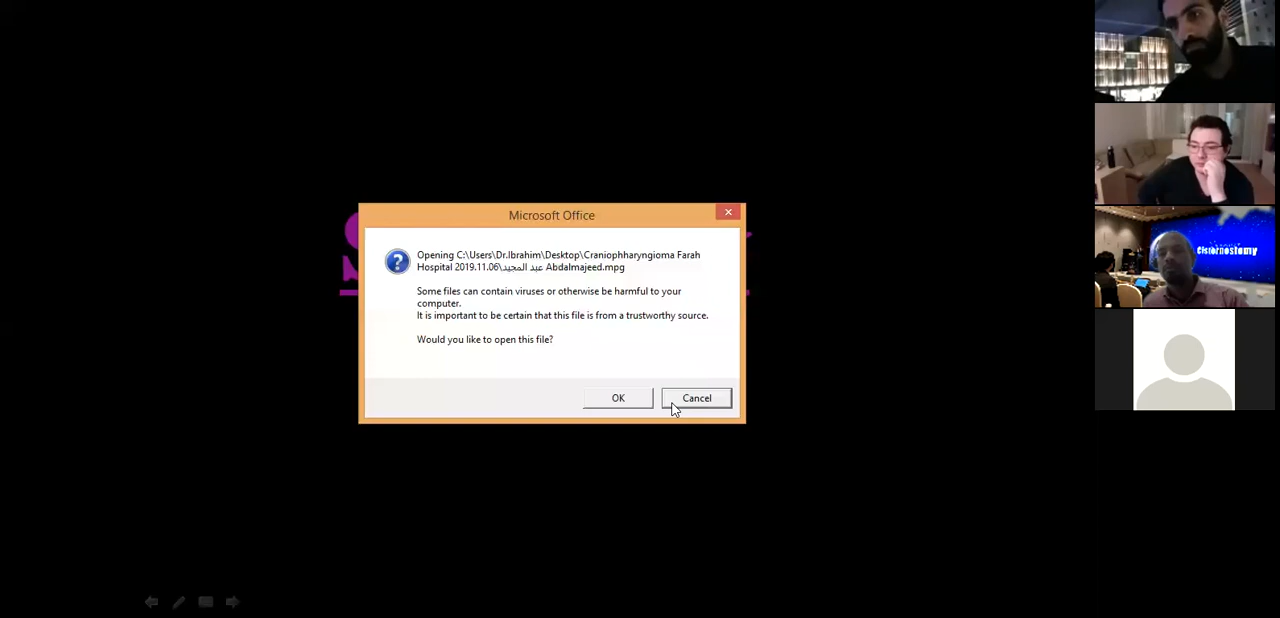 Microsoft Office
Opening C:\Users\Dr.Ibrahim\Desktop\Craniophharyngioma Farah
Hospital 2019.11.06\عبد المجيد Abdalmajeed.mpg
Some files can contain viruses or otherwise be harmful to your
computer.
It is important to be certain that this file is from a trustworthy source.
Would you like to open this file?
OK
Cancel
Cisternostomy